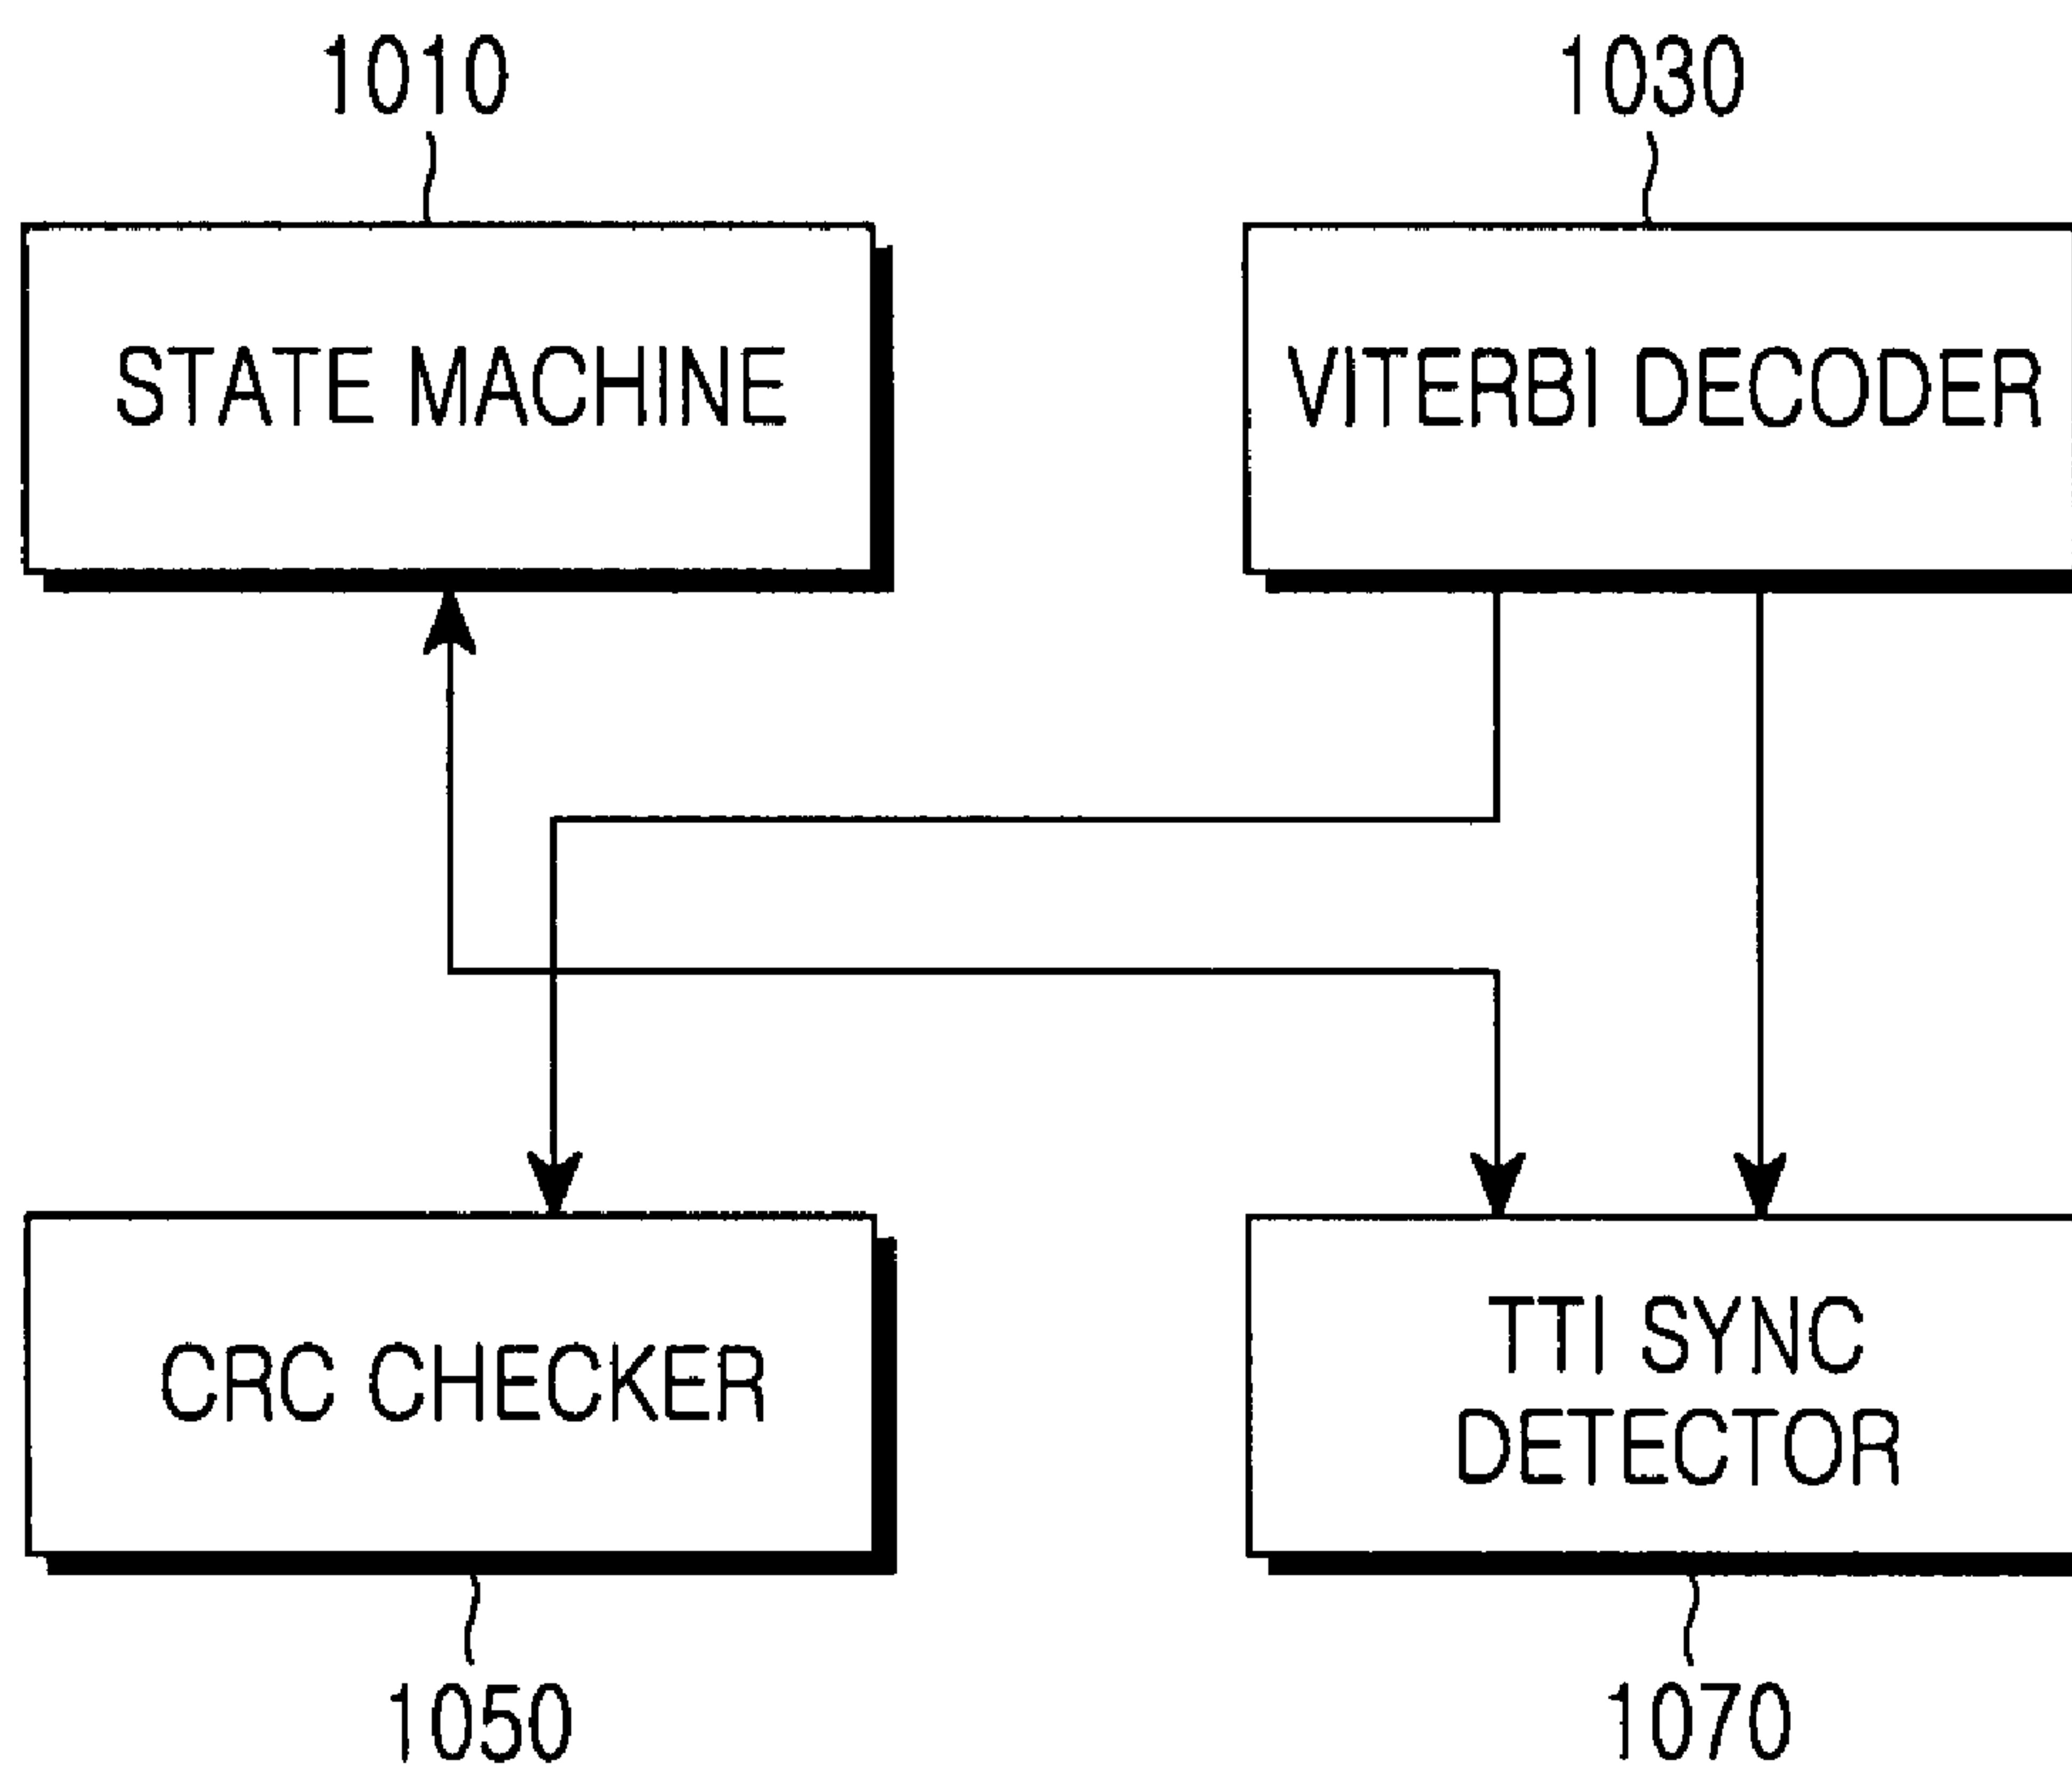 1010
1030
STATE MACHINE
VITERBI DECODER
CRC CHECKER
TTI SYNC
DETECTOR
1050
1070